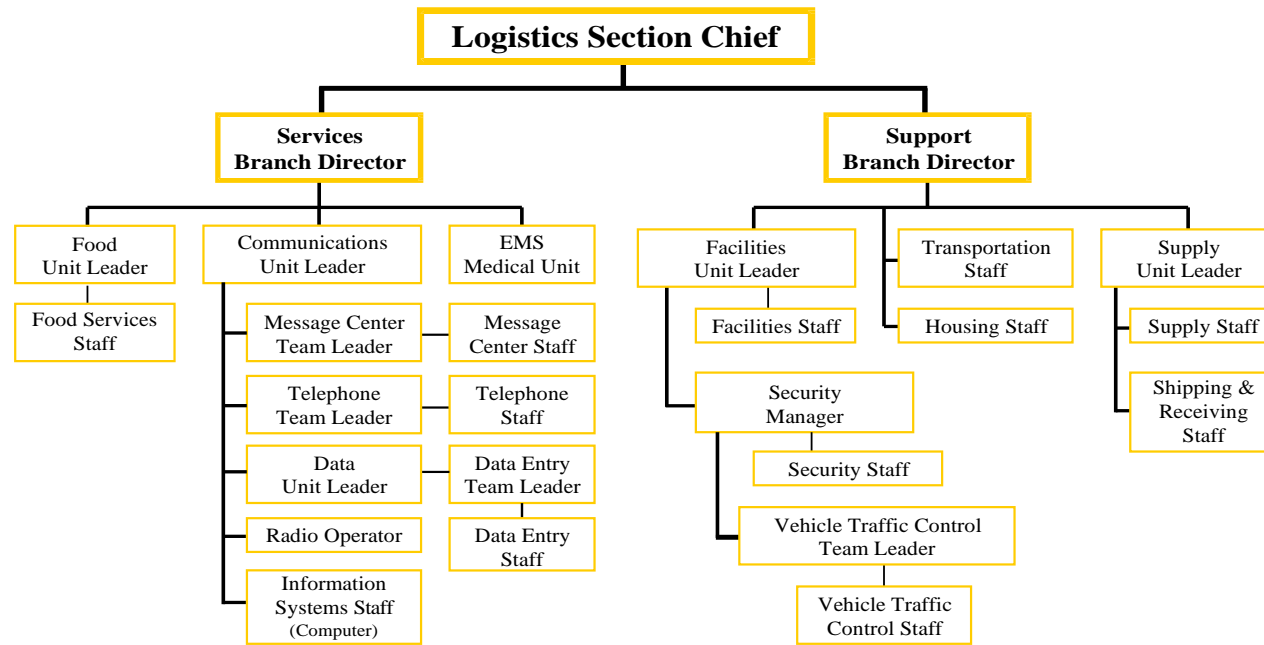 Logistics Section Chief
Services
Branch Director
Support
Branch Director
Food
Unit Leader
Communications
Unit Leader
EMS
Medical Unit
Facilities
Unit Leader
Transportation
Staff
Supply
Unit Leader
Food Services
Staff
Message Center
Team Leader
Message
Center Staff
Facilities Staff
Housing Staff
Supply Staff
Telephone
Team Leader
Telephone
Staff
Security
Manager
Shipping &
Receiving
Staff
Data
Unit Leader
Data Entry
Team Leader
Security Staff
Radio Operator
Data Entry
Staff
Vehicle Traffic Control
Team Leader
Information
Systems Staff
(Computer)
Vehicle Traffic
Control Staff